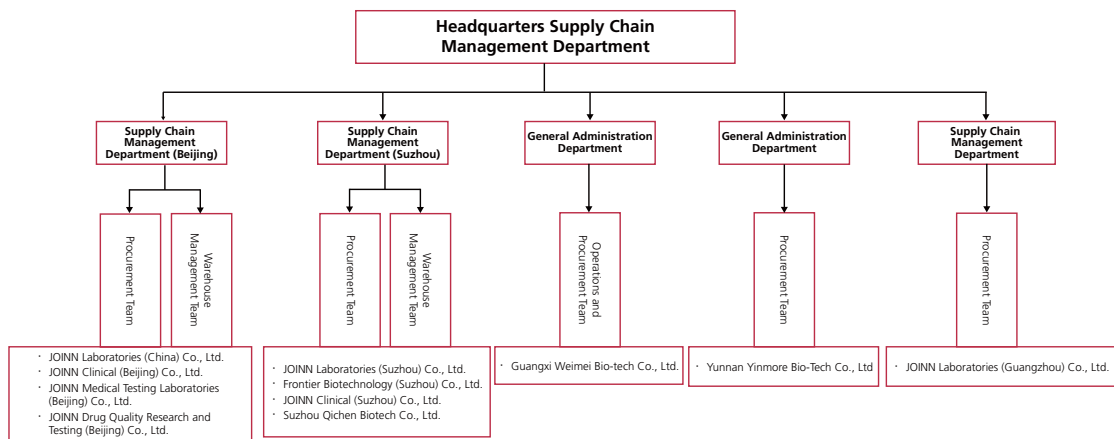 Headquarters Supply Chain
Management Department
Supply Chain
Management
Department (Beijing)
Supply Chain
Management
Department (Suzhou)
General Administration
Department
General Administration
Department
Supply Chain
Management
Department
Procurement Team
Warehouse
Management Team
Procurement Team
Warehouse
Management Team
Operations and
Procurement Team
Procurement Team
Procurement Team
· JOINN Laboratories (China) Co., Ltd.
· JOINN Clinical (Beijing) Co., Ltd.
· JOINN Medical Testing Laboratories
(Beijing) Co., Ltd.
· JOINN Drug Quality Research and
Testing (Beijing) Co., Ltd.
· JOINN Laboratories (Suzhou) Co., Ltd.
· Frontier Biotechnology (Suzhou) Co., Ltd.
· JOINN Clinical (Suzhou) Co., Ltd.
· Suzhou Qichen Biotech Co., Ltd.
· Guangxi Weimei Bio-tech Co., Ltd.
· Yunnan Yinmore Bio-Tech Co., Ltd
· JOINN Laboratories (Guangzhou) Co., Ltd.